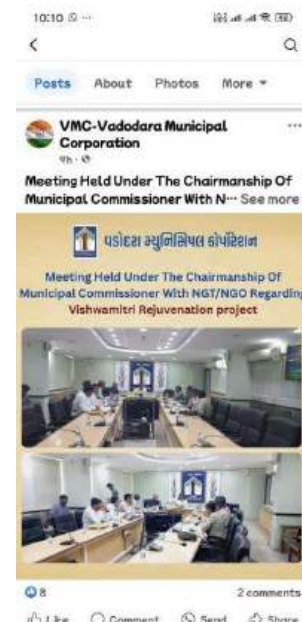 10:10
Posts About Photos More
VMC-Vadodara Municipal
Corporation
9h
Meeting Held Under The Chairmanship Of
Municipal Commissioner With N... See more
વડોદરા મ્યુનિસિપલ કોર્પોરેશન
Meeting Held Under The Chairmanship Of
Municipal Commissioner With NGT/NGO Regarding
Vishwamitri Rejuvenation project
8 2 comments
Like Comment Send Share